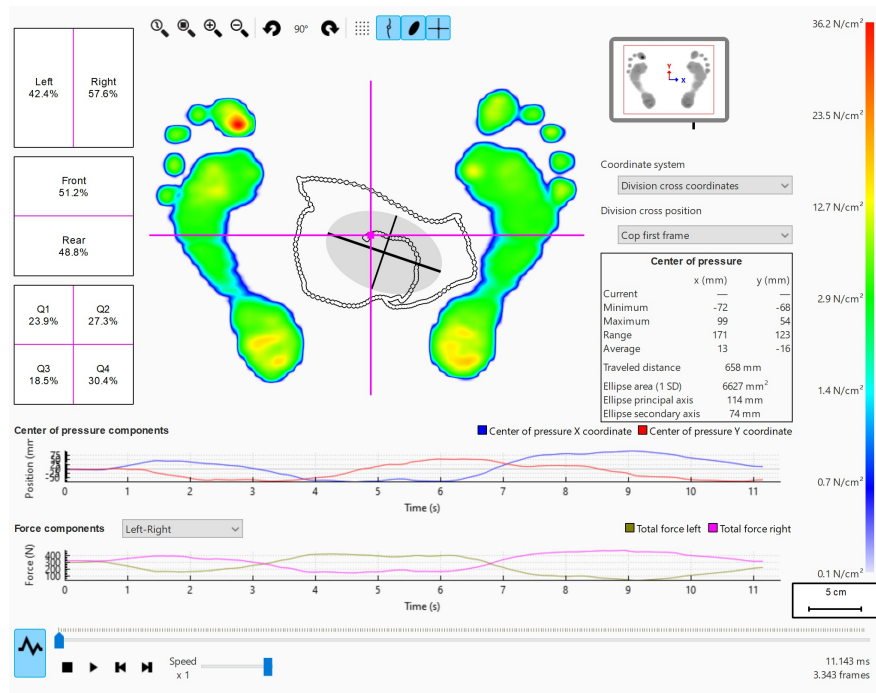 90°
Left Right
42.4% 57.6%
Front
51.2%
Rear
48.8%
Q1 Q2
23.9% 27.3%
Q3 Q4
18.5% 30.4%
Y
X
Coordinate system
Division cross coordinates
Division cross position
Cop first frame
Center of pressure
x (mm) y (mm)
Current — —
Minimum -72 -68
Maximum 99 54
Range 171 123
Average 13 -16
Traveled distance 658 mm
Ellipse area (1 SD) 6627 mm²
Ellipse principal axis 114 mm
Ellipse secondary axis 74 mm
36.2 N/cm²
23.5 N/cm²
12.7 N/cm²
2.9 N/cm²
1.4 N/cm²
0.7 N/cm²
0.1 N/cm²
5 cm
Center of pressure components
Center of pressure X coordinate Center of pressure Y coordinate
Position (mm
75
-50
0 1 2 3 4 5 6 7 8 9 10 11
Time (s)
Force components Left-Right
Total force left Total force right
Force (N)
400
300
200
100
0 1 2 3 4 5 6 7 8 9 10 11
Time (s)
Speed
x 1
11.143 ms
3.343 frames